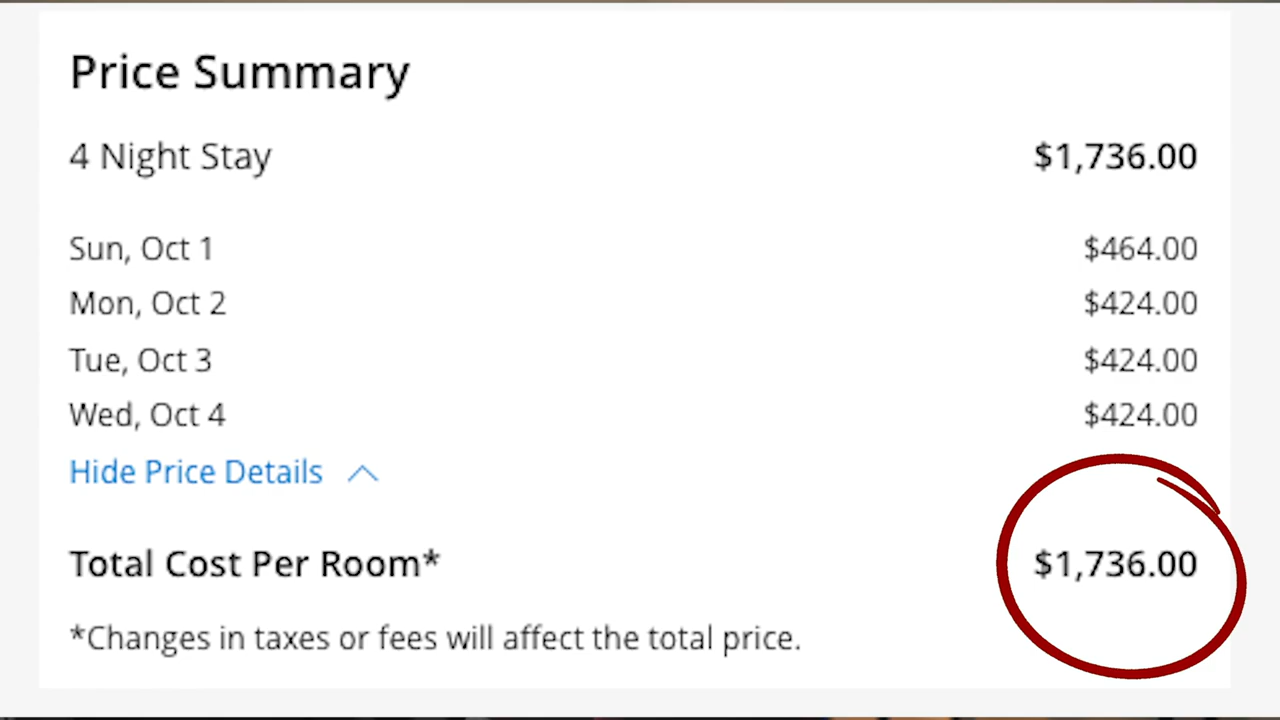 Price Summary
4 Night Stay $1,736.00
Sun, Oct 1 $464.00
Mon, Oct 2 $424.00
Tue, Oct 3 $424.00
Wed, Oct 4 $424.00
Hide Price Details
Total Cost Per Room* $1,736.00
*Changes in taxes or fees will affect the total price.